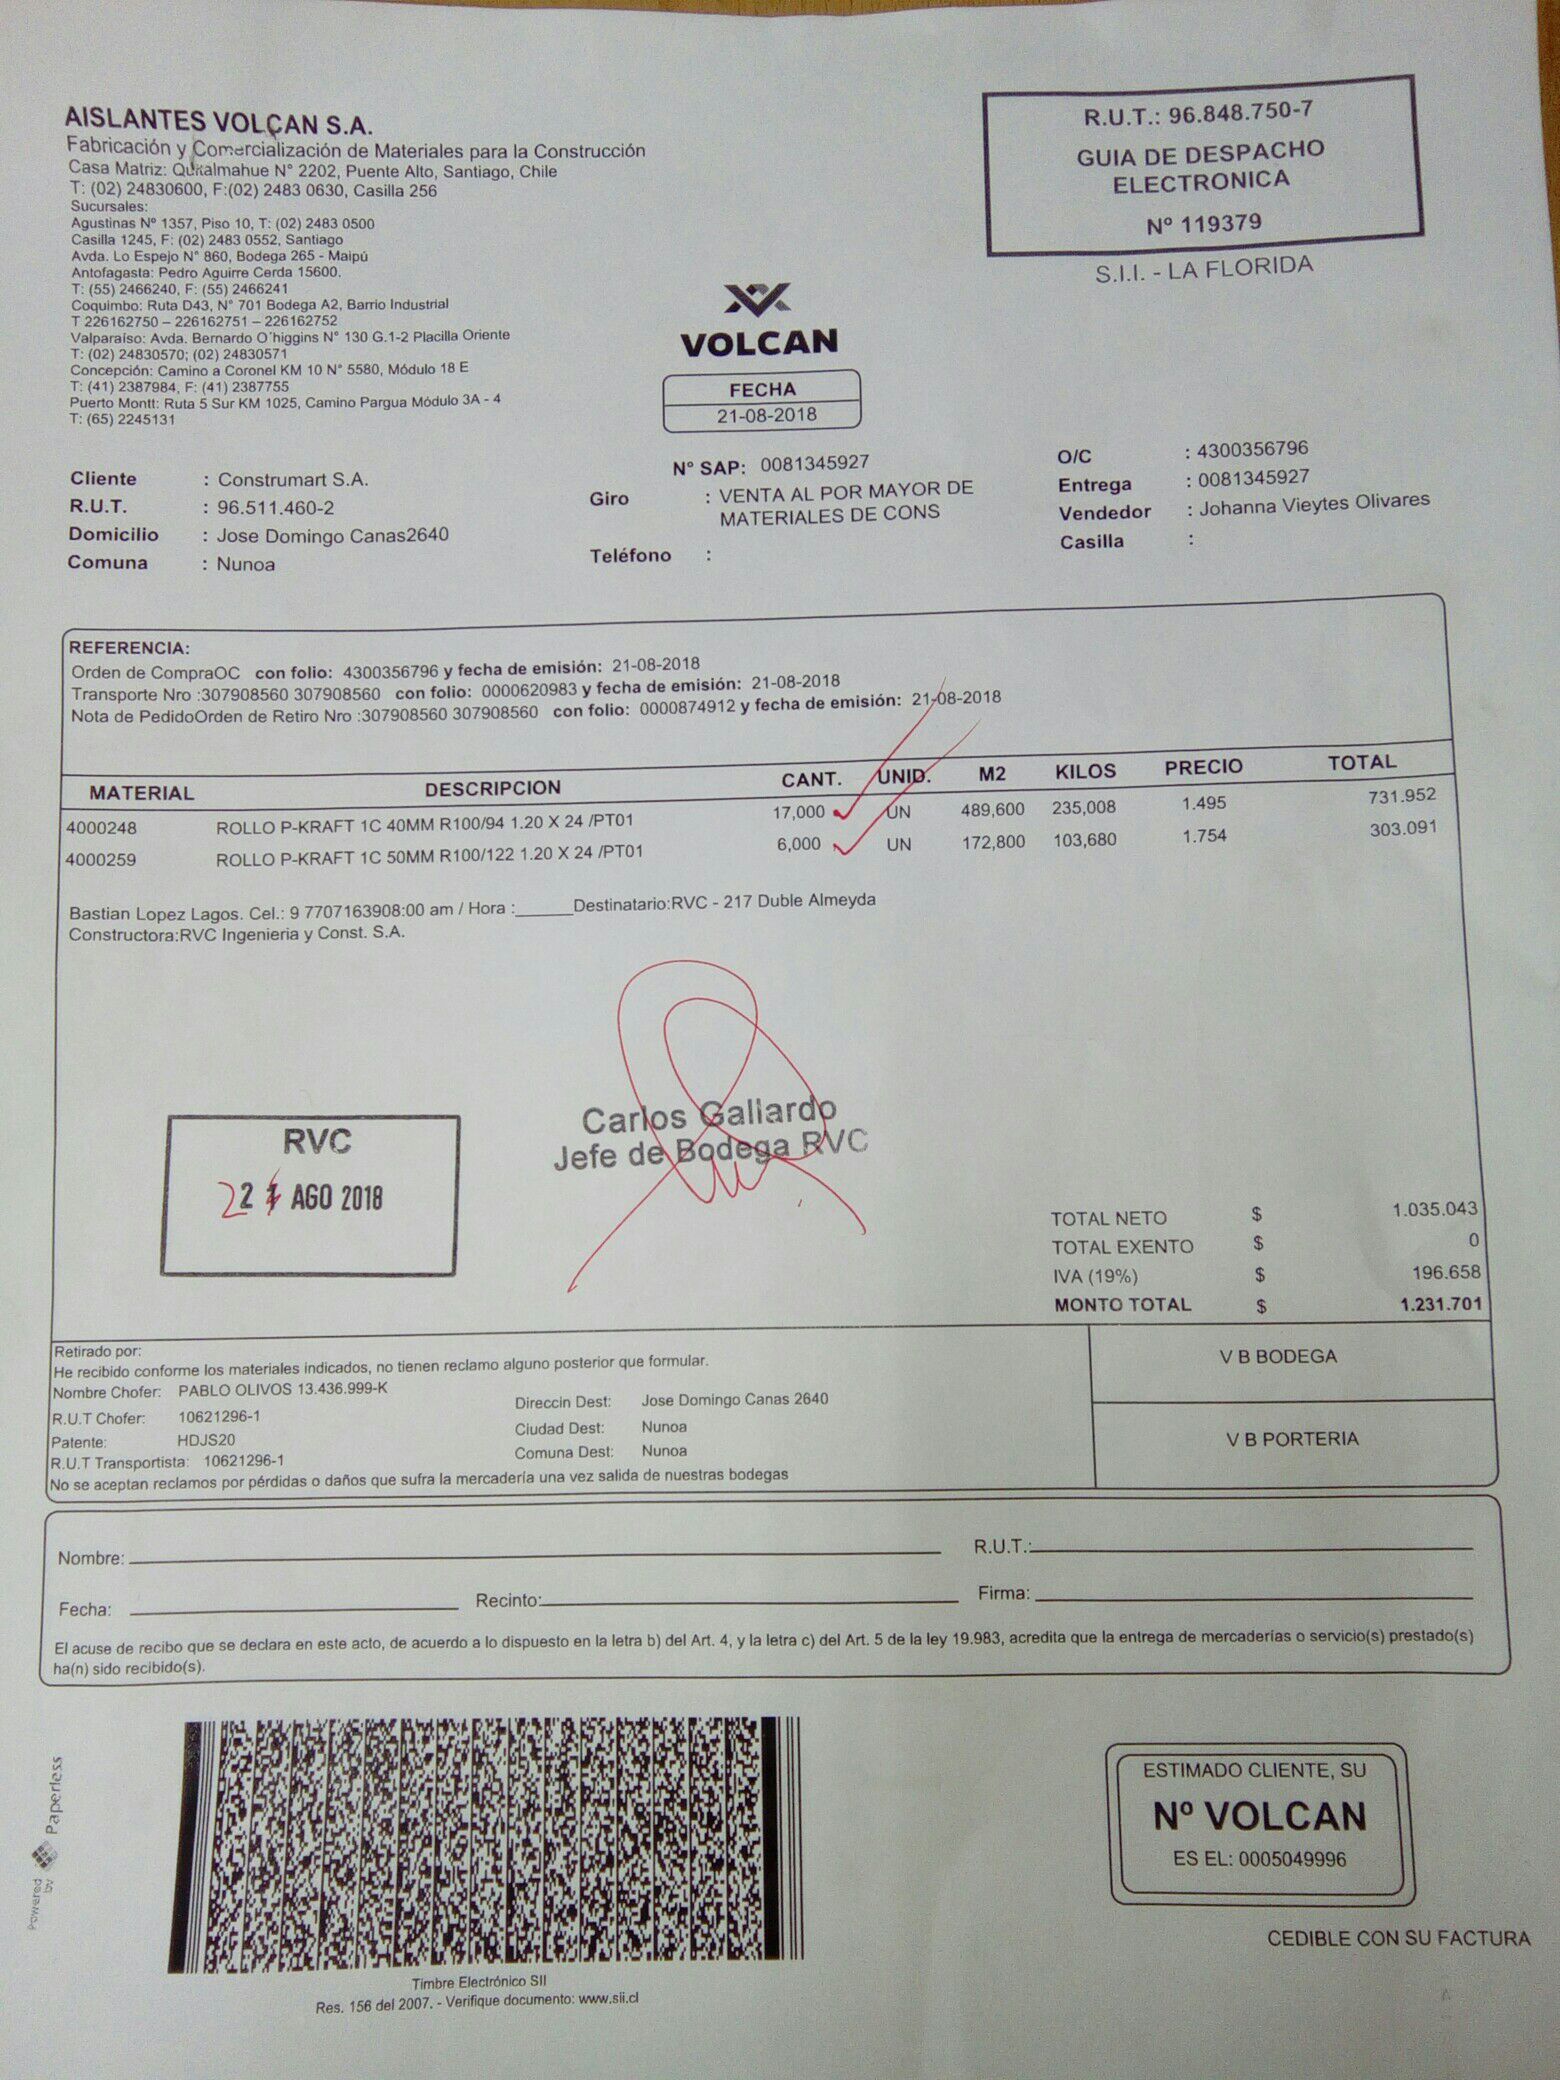 AISLANTES VOLCAN S.A.
Fabricación y Comercialización de Materiales para la Construcción
Casa Matriz: Quitalmahue N° 2202, Puente Alto, Santiago, Chile
T: (02) 24830600, F:(02) 2483 0630, Casilla 256
Sucursales:
Agustinas Nº 1357, Piso 10, T: (02) 2483 0500
Casilla 1245, F: (02) 2483 0552, Santiago
Avda. Lo Espejo N° 860, Bodega 265 - Maipú
Antofagasta: Pedro Aguirre Cerda 15600.
T: (55) 2466240, F: (55) 2466241
Coquimbo: Ruta D43, N° 701 Bodega A2, Barrio Industrial
T 226162750 – 226162751 – 226162752
Valparaíso: Avda. Bernardo O´higgins N° 130 G.1-2 Placilla Oriente
T: (02) 24830570; (02) 24830571
Concepción: Camino a Coronel KM 10 N° 5580, Módulo 18 E
T: (41) 2387984, F: (41) 2387755
Puerto Montt: Ruta 5 Sur KM 1025, Camino Pargua Módulo 3A - 4
T: (65) 2245131
R.U.T.: 96.848.750-7
GUIA DE DESPACHO
ELECTRONICA
Nº 119379
S.I.I. - LA FLORIDA
VOLCAN
FECHA
21-08-2018
Cliente : Construmart S.A.
R.U.T. : 96.511.460-2
Domicilio : Jose Domingo Canas2640
Comuna : Nunoa
N° SAP: 0081345927
Giro : VENTA AL POR MAYOR DE
MATERIALES DE CONS
Teléfono :
O/C : 4300356796
Entrega : 0081345927
Vendedor : Johanna Vieytes Olivares
Casilla :
REFERENCIA:
Orden de CompraOC con folio: 4300356796 y fecha de emisión: 21-08-2018
Transporte Nro :307908560 307908560 con folio: 0000620983 y fecha de emisión: 21-08-2018
Nota de PedidoOrden de Retiro Nro :307908560 307908560 con folio: 0000874912 y fecha de emisión: 21-08-2018
MATERIAL DESCRIPCION CANT. UNID. M2 KILOS PRECIO TOTAL
4000248 ROLLO P-KRAFT 1C 40MM R100/94 1.20 X 24 /PT01 17,000 UN 489,600 235,008 1.495 731.952
4000259 ROLLO P-KRAFT 1C 50MM R100/122 1.20 X 24 /PT01 6,000 UN 172,800 103,680 1.754 303.091
Bastian Lopez Lagos. Cel.: 9 7707163908:00 am / Hora :______Destinatario:RVC - 217 Duble Almeyda
Constructora:RVC Ingenieria y Const. S.A.
Carlos Gallardo
Jefe de Bodega RVC
RVC
22 AGO 2018
TOTAL NETO $ 1.035.043
TOTAL EXENTO $ 0
IVA (19%) $ 196.658
MONTO TOTAL $ 1.231.701
Retirado por:
He recibido conforme los materiales indicados, no tienen reclamo alguno posterior que formular.
Nombre Chofer: PABLO OLIVOS 13.436.999-K
R.U.T Chofer: 10621296-1
Patente: HDJS20
R.U.T Transportista: 10621296-1
Direccin Dest: Jose Domingo Canas 2640
Ciudad Dest: Nunoa
Comuna Dest: Nunoa
No se aceptan reclamos por pérdidas o daños que sufra la mercadería una vez salida de nuestras bodegas
V B BODEGA
V B PORTERIA
Nombre: R.U.T.:
Fecha: Recinto: Firma:
El acuse de recibo que se declara en este acto, de acuerdo a lo dispuesto en la letra b) del Art. 4, y la letra c) del Art. 5 de la ley 19.983, acredita que la entrega de mercaderías o servicio(s) prestado(s)
ha(n) sido recibido(s).
Powered by Paperless
Timbre Electrónico SII
Res. 156 del 2007. - Verifique documento: www.sii.cl
ESTIMADO CLIENTE, SU
Nº VOLCAN
ES EL: 0005049996
CEDIBLE CON SU FACTURA